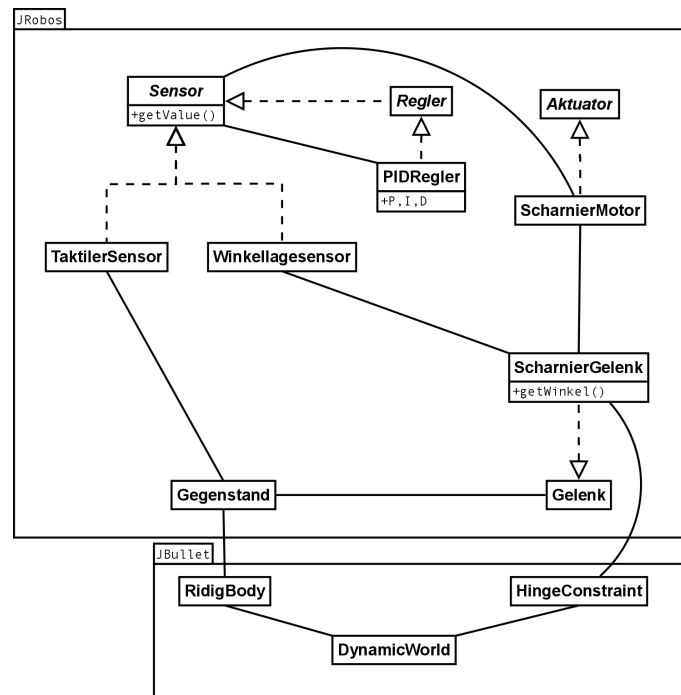 JRobos
Sensor
+getValue()
Regler
Aktuator
PIDRegler
+P,I,D
ScharnierMotor
TaktilerSensor
Winkellagesensor
ScharnierGelenk
+getWinkel()
Gegenstand
Gelenk
JBullet
RidigBody
HingeConstraint
DynamicWorld